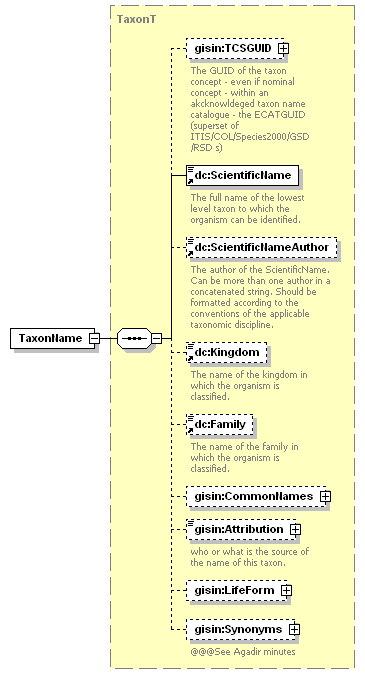 TaxonT
gisin:TCSGUID
The GUID of the taxon
concept - even if nominal
concept - within an
akcknowldeged taxon name
catalogue - the ECATGUID
(superset of
ITIS/COL/Species2000/GSD
/RSD s)
dc:ScientificName
The full name of the lowest
level taxon to which the
organism can be identified.
dc:ScientificNameAuthor
The author of the ScientificName.
Can be more than one author in a
concatenated string. Should be
formatted according to the
conventions of the applicable
taxonomic discipline.
TaxonName
dc:Kingdom
The name of the kingdom in
which the organism is
classified.
dc:Family
The name of the family in
which the organism is
classified.
gisin:CommonNames
gisin:Attribution
who or what is the source of
the name of this taxon.
gisin:LifeForm
gisin:Synonyms
@@@See Agadir minutes